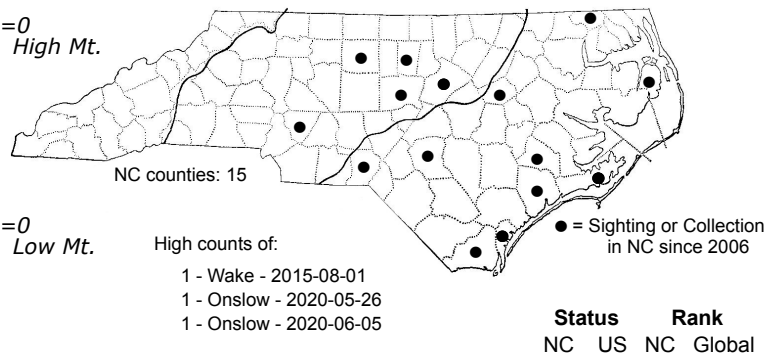 =0
High Mt.
NC counties: 15
=0
Low Mt.
High counts of:
1 - Wake - 2015-08-01
1 - Onslow - 2020-05-26
1 - Onslow - 2020-06-05
● = Sighting or Collection
in NC since 2006
Status Rank
NC US NC Global